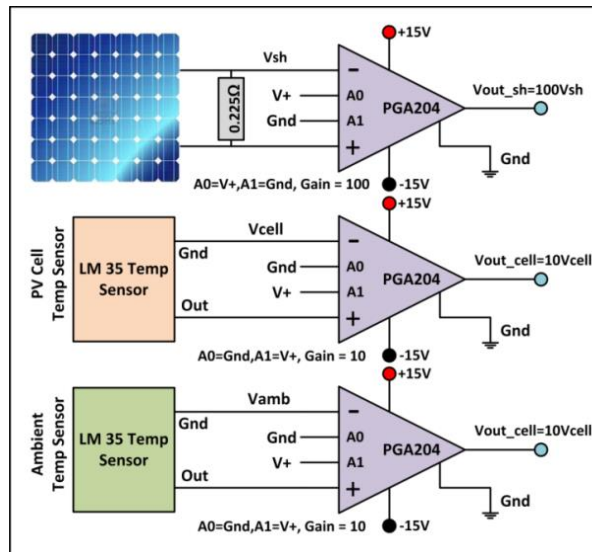 Vsh
+15V
0.225Ω
V+
A0
Gnd
A1
PGA204
Vout_sh=100Vsh
Gnd
A0=V+,A1=Gnd, Gain = 100
-15V
+15V
PV Cell
Temp Sensor
LM 35 Temp
Sensor
Vcell
Gnd
Gnd
A0
V+
A1
Out
PGA204
Vout_cell=10Vcell
Gnd
A0=Gnd,A1=V+, Gain = 10
-15V
+15V
Ambient
Temp Sensor
LM 35 Temp
Sensor
Vamb
Gnd
Gnd
A0
V+
A1
Out
PGA204
Vout_cell=10Vcell
Gnd
A0=Gnd,A1=V+, Gain = 10
-15V